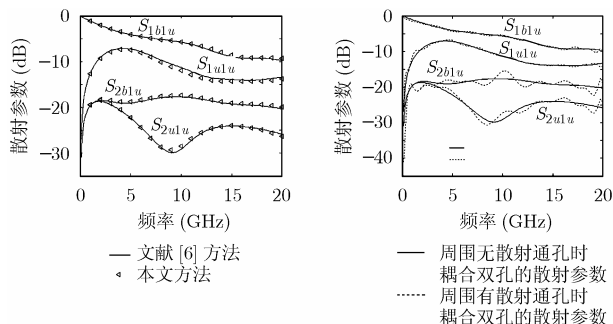 0
−10
−20
−30
散射参数 (dB)
S1b1u
S1u1u
S2b1u
S2u1u
0 5 10 15 20
频率 (GHz)
文献 [6] 方法
本文方法
0
−10
−20
−30
−40
散射参数 (dB)
S1b1u
S1u1u
S2b1u
S2u1u
0 5 10 15 20
频率 (GHz)
周围无散射通孔时
耦合双孔的散射参数
周围有散射通孔时
耦合双孔的散射参数